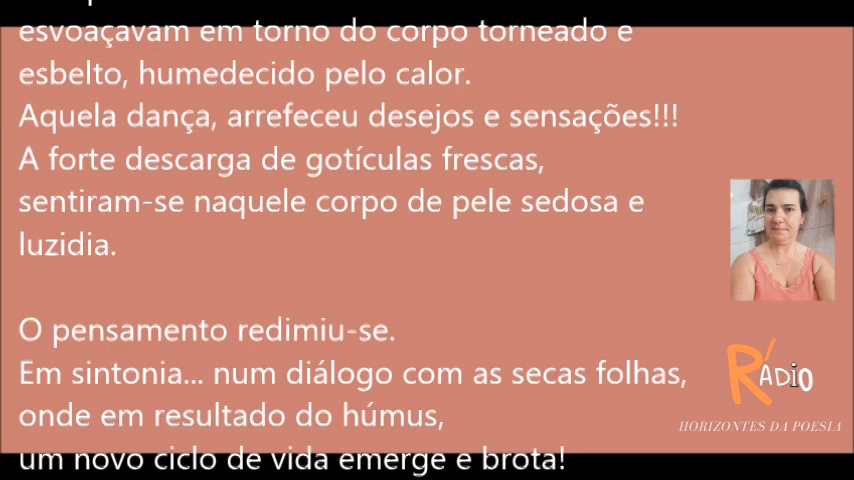 esvoaçavam em torno do corpo torneado e
esbelto, humedecido pelo calor.
Aquela dança, arrefeceu desejos e sensações!!!
A forte descarga de gotículas frescas,
sentiram-se naquele corpo de pele sedosa e
luzidia.
O pensamento redimiu-se.
Em sintonia... num diálogo com as secas folhas,
onde em resultado do húmus,
um novo ciclo de vida emerge e brota!
RÁDIO
HORIZONTES DA POESIA